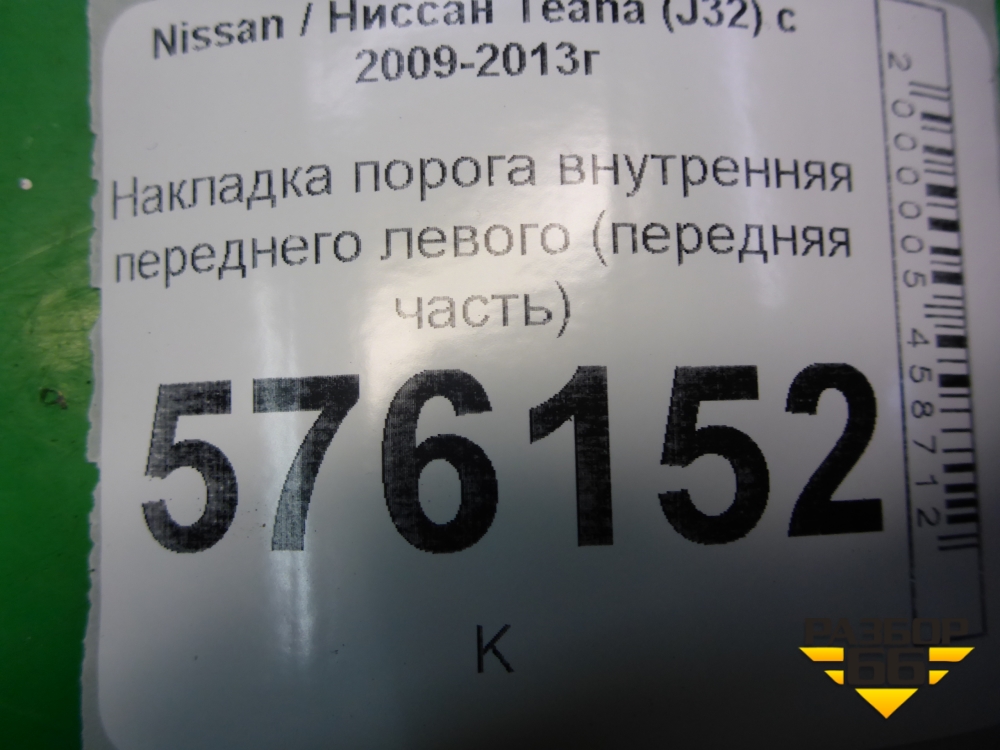 Nissan / Ниссан Teana (J32) с
2009-2013г
Накладка порога внутренняя
переднего левого (передняя
часть)
576152
К
2000005458712
РАЗБОР
66